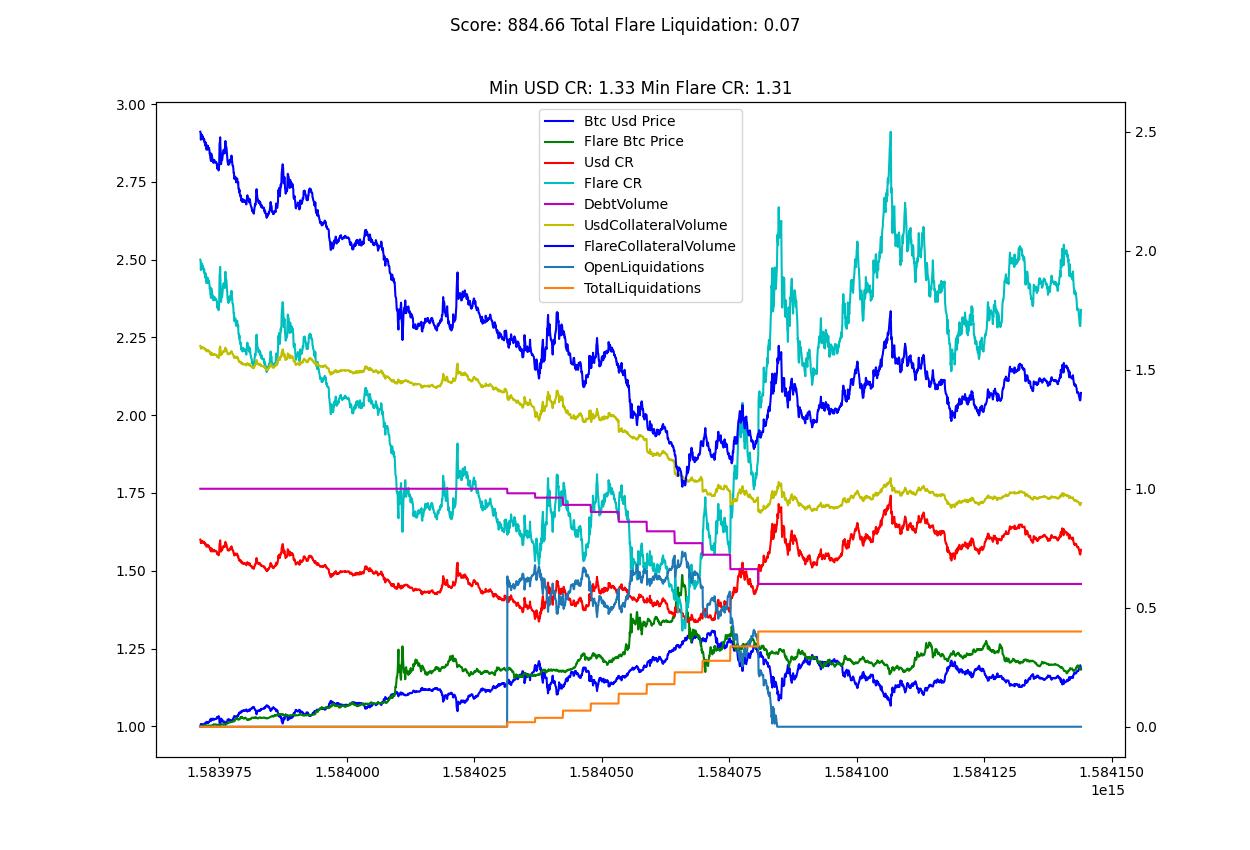 Score: 884.66 Total Flare Liquidation: 0.07
Min USD CR: 1.33 Min Flare CR: 1.31
3.00
2.75
2.50
2.25
2.00
1.75
1.50
1.25
1.00
Btc Usd Price
Flare Btc Price
Usd CR
Flare CR
DebtVolume
UsdCollateralVolume
FlareCollateralVolume
OpenLiquidations
TotalLiquidations
2.5
2.0
1.5
1.0
0.5
0.0
1.583975 1.584000 1.584025 1.584050 1.584075 1.584100 1.584125 1.584150
1e15